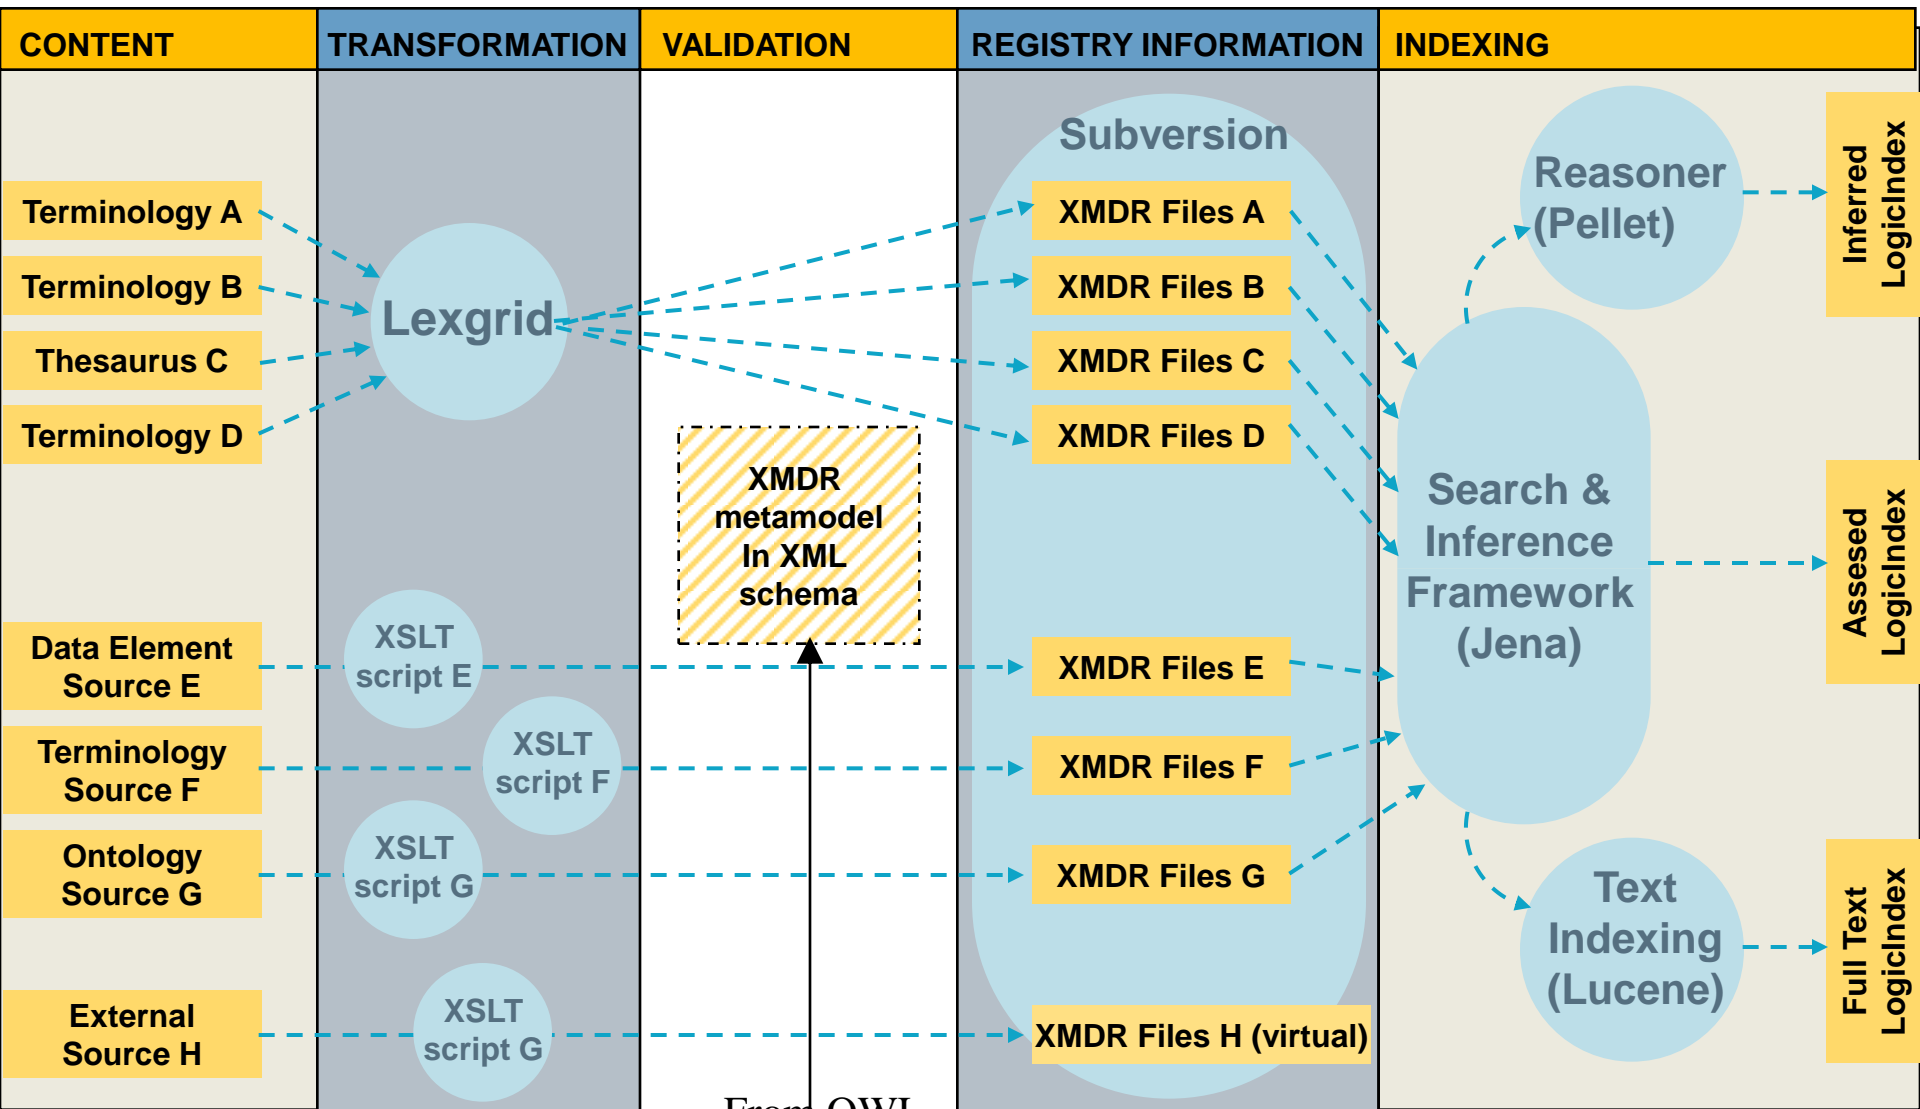 CONTENT
TRANSFORMATION
VALIDATION
REGISTRY INFORMATION
INDEXING
Terminology A
Terminology B
Thesaurus C
Terminology D
Data Element
Source E
Terminology
Source F
Ontology
Source G
External
Source H
Lexgrid
XSLT
script E
XSLT
script F
XSLT
script G
XSLT
script G
XMDR
metamodel
In XML
schema
From OWL
Subversion
XMDR Files A
XMDR Files B
XMDR Files C
XMDR Files D
XMDR Files E
XMDR Files F
XMDR Files G
XMDR Files H (virtual)
Reasoner
(Pellet)
Search &
Inference
Framework
(Jena)
Text
Indexing
(Lucene)
Inferred
LogicIndex
Assesed
LogicIndex
Full Text
LogicIndex